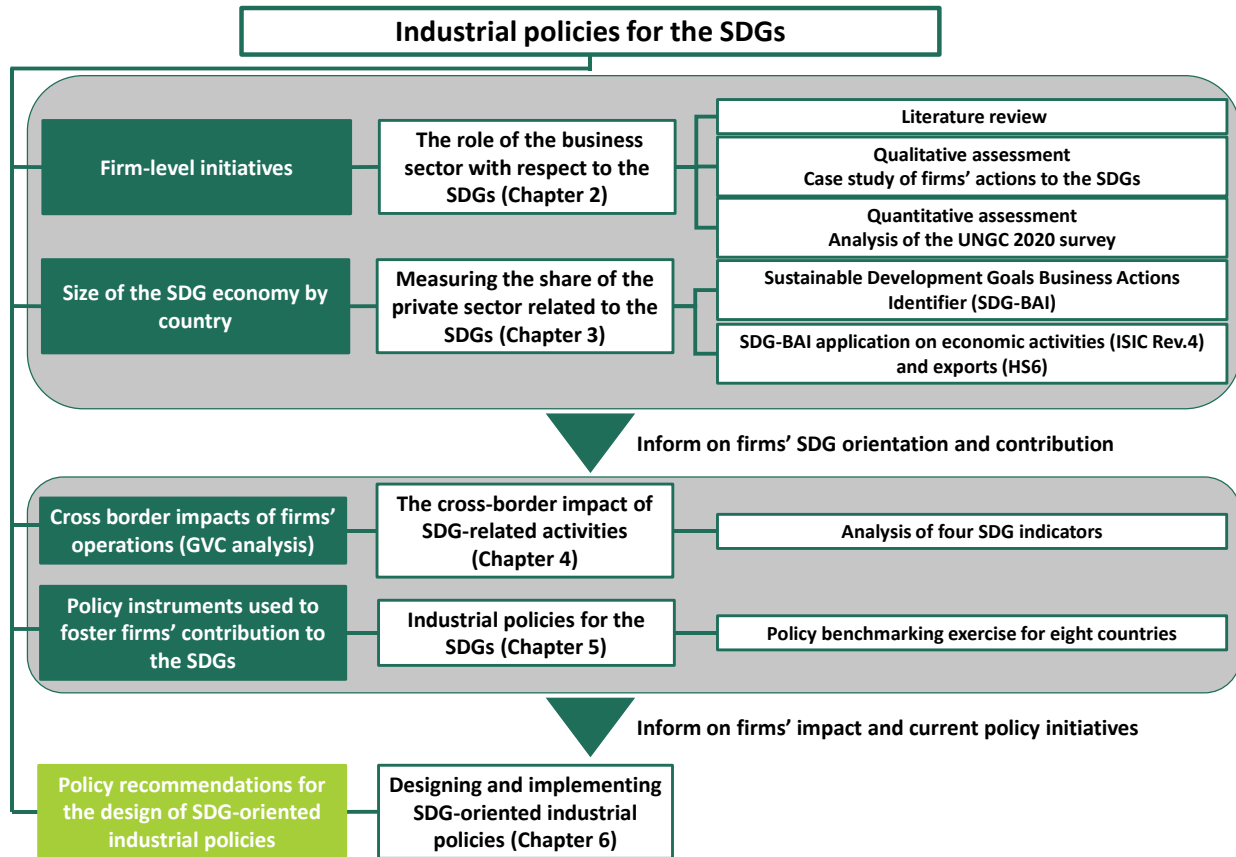 Industrial policies for the SDGs
Firm-level initiatives
The role of the business
sector with respect to the
SDGs (Chapter 2)
Literature review
Qualitative assessment
Case study of firms' actions to the SDGs
Quantitative assessment
Analysis of the UNGC 2020 survey
Size of the SDG economy by
country
Measuring the share of the
private sector related to the
SDGs (Chapter 3)
Sustainable Development Goals Business Actions
Identifier (SDG-BAI)
SDG-BAI application on economic activities (ISIC Rev.4)
and exports (HS6)
Inform on firms' SDG orientation and contribution
Cross border impacts of firms'
operations (GVC analysis)
The cross-border impact of
SDG-related activities
(Chapter 4)
Analysis of four SDG indicators
Policy instruments used to
foster firms' contribution to
the SDGs
Industrial policies for the
SDGs (Chapter 5)
Policy benchmarking exercise for eight countries
Inform on firms' impact and current policy initiatives
Policy recommendations for
the design of SDG-oriented
industrial policies
Designing and implementing
SDG-oriented industrial
policies (Chapter 6)